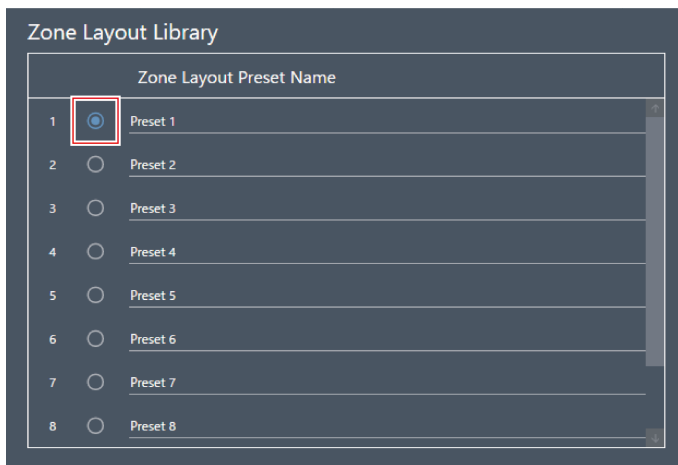 Zone Layout Library
Zone Layout Preset Name
1 Preset 1
2 Preset 2
3 Preset 3
4 Preset 4
5 Preset 5
6 Preset 6
7 Preset 7
8 Preset 8